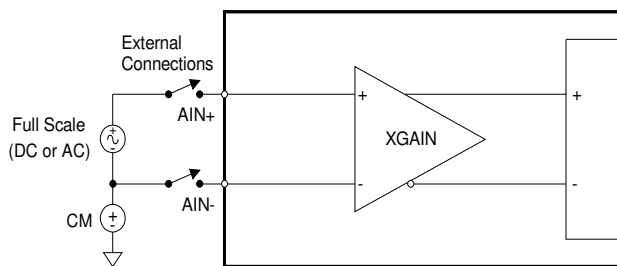 External
Connections
AIN+
Full Scale
(DC or AC)
+
-
AIN-
CM
+
-
+
-
XGAIN
+
-